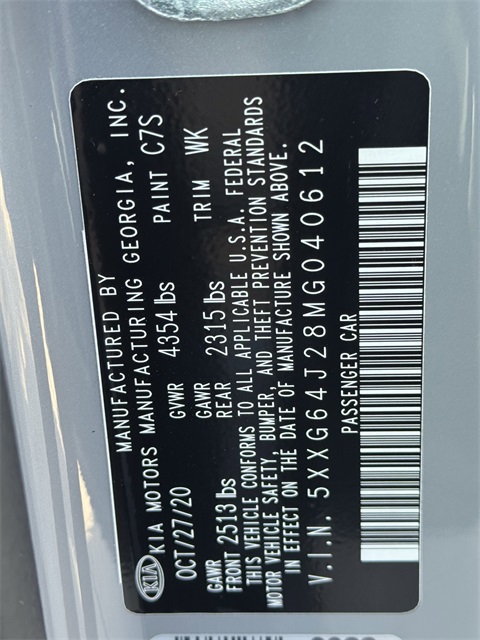 MANUFACTURED BY
KIA KIA MOTORS MANUFACTURING GEORGIA, INC.
OCT/27/20 GVWR 4354 lbs PAINT C7S
GAWR FRONT 2513 lbs GAWR REAR 2315 lbs TRIM WK
THIS VEHICLE CONFORMS TO ALL APPLICABLE U.S.A. FEDERAL
MOTOR VEHICLE SAFETY, BUMPER, AND THEFT PREVENTION STANDARDS
IN EFFECT ON THE DATE OF MANUFACTURE SHOWN ABOVE.
V.I.N. 5XXG64J28MG040612
PASSENGER CAR